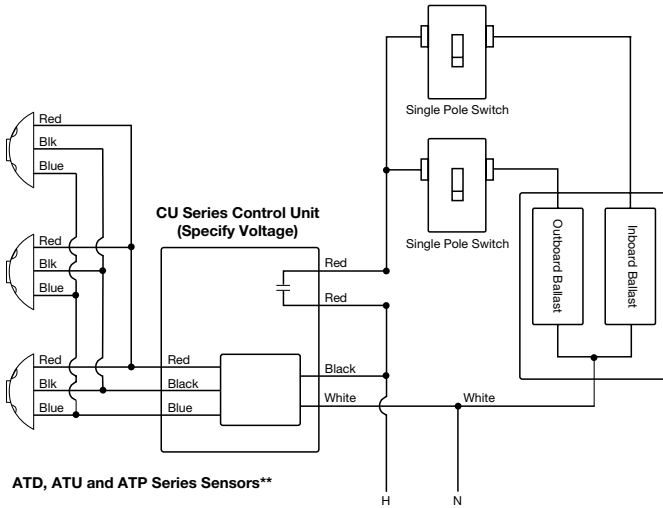 Single Pole Switch
Red
Blk
Blue
CU Series Control Unit
(Specify Voltage)
Single Pole Switch
Outboard Ballast
Inboard Ballast
Red
Blk
Blue
Red
Red
Red
Blk
Blue
Red
Black
Blue
Black
White
White
ATD, ATU and ATP Series Sensors**
H
N